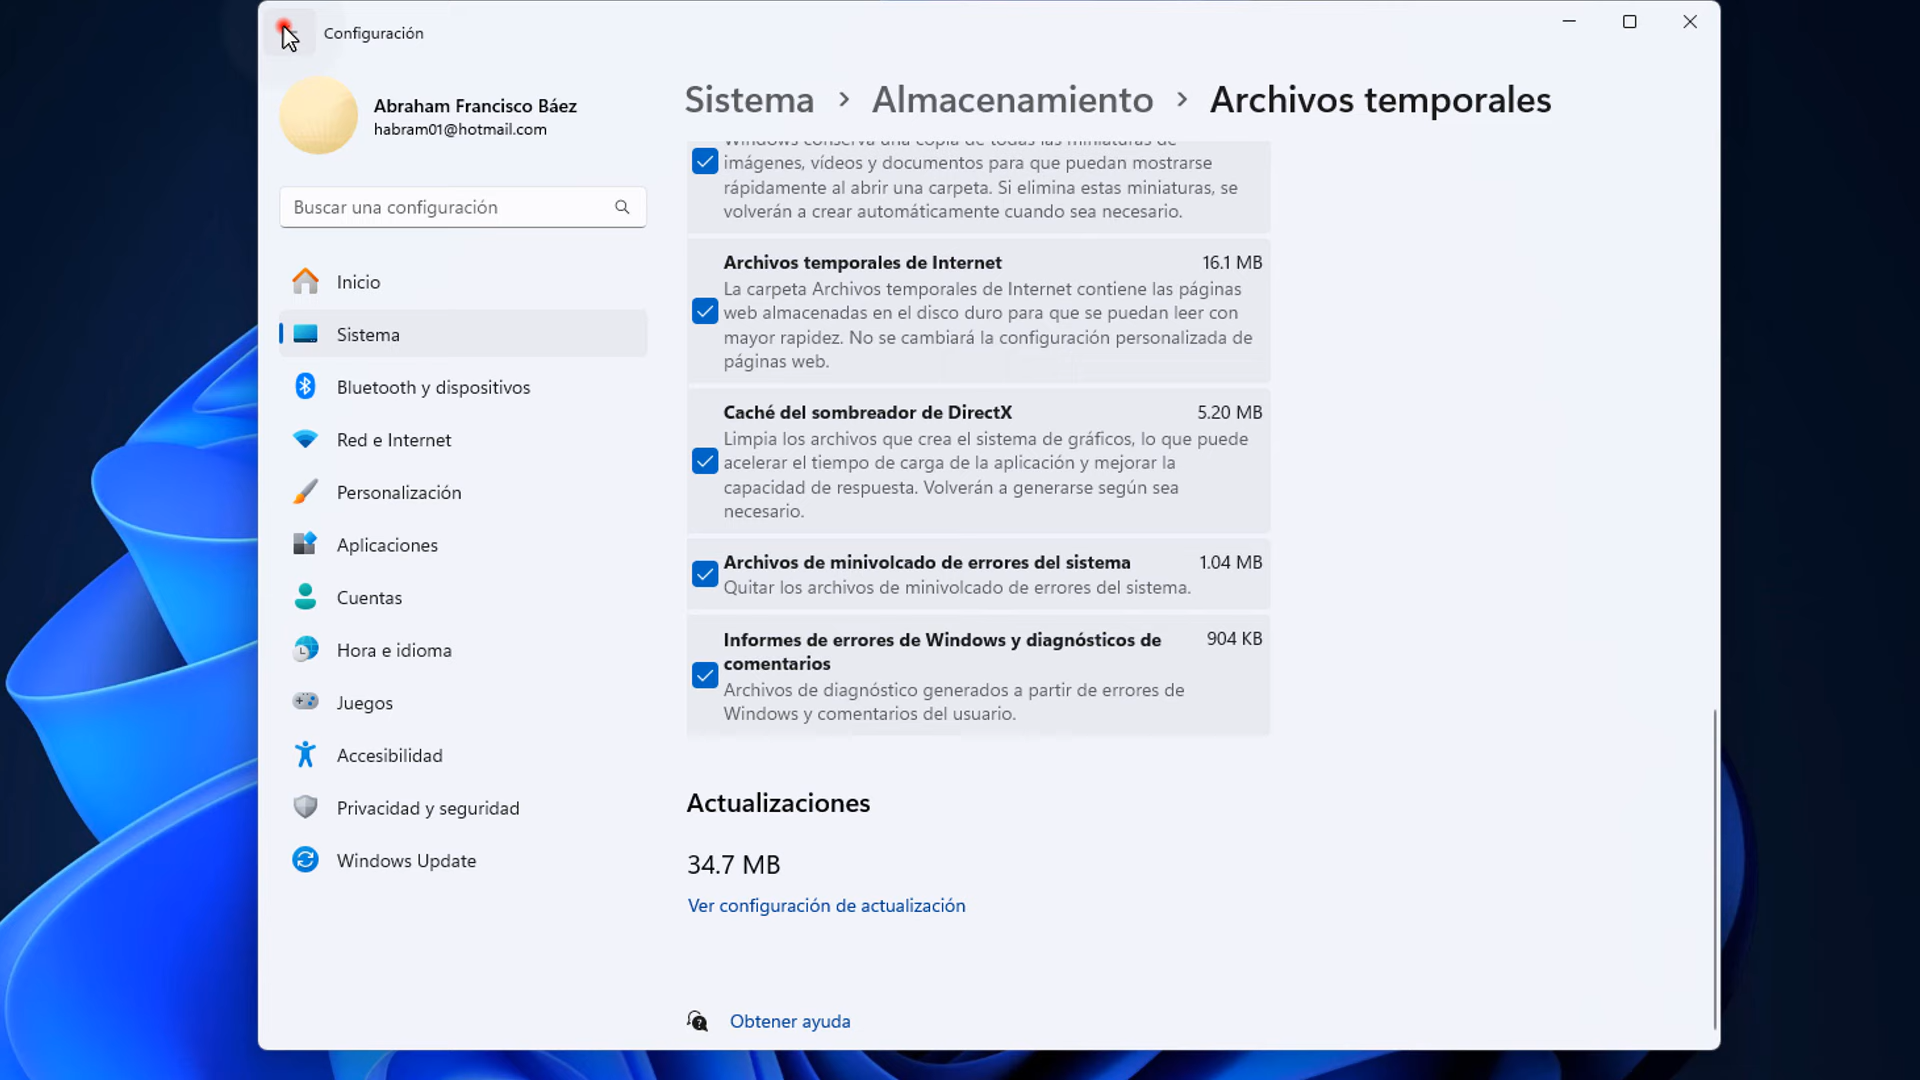 Configuración
Abraham Francisco Báez
habram01@hotmail.com
Buscar una configuración
Inicio
Sistema
Bluetooth y dispositivos
Red e Internet
Personalización
Aplicaciones
Cuentas
Hora e idioma
Juegos
Accesibilidad
Privacidad y seguridad
Windows Update
Sistema > Almacenamiento > Archivos temporales
Windows conserva una copia de todas las miniaturas de
imágenes, vídeos y documentos para que puedan mostrarse
rápidamente al abrir una carpeta. Si elimina estas miniaturas, se
volverán a crear automáticamente cuando sea necesario.
Archivos temporales de Internet 16.1 MB
La carpeta Archivos temporales de Internet contiene las páginas
web almacenadas en el disco duro para que se puedan leer con
mayor rapidez. No se cambiará la configuración personalizada de
páginas web.
Caché del sombreador de DirectX 5.20 MB
Limpia los archivos que crea el sistema de gráficos, lo que puede
acelerar el tiempo de carga de la aplicación y mejorar la
capacidad de respuesta. Volverán a generarse según sea
necesario.
Archivos de minivolcado de errores del sistema 1.04 MB
Quitar los archivos de minivolcado de errores del sistema.
Informes de errores de Windows y diagnósticos de 904 KB
comentarios
Archivos de diagnóstico generados a partir de errores de
Windows y comentarios del usuario.
Actualizaciones
34.7 MB
Ver configuración de actualización
Obtener ayuda